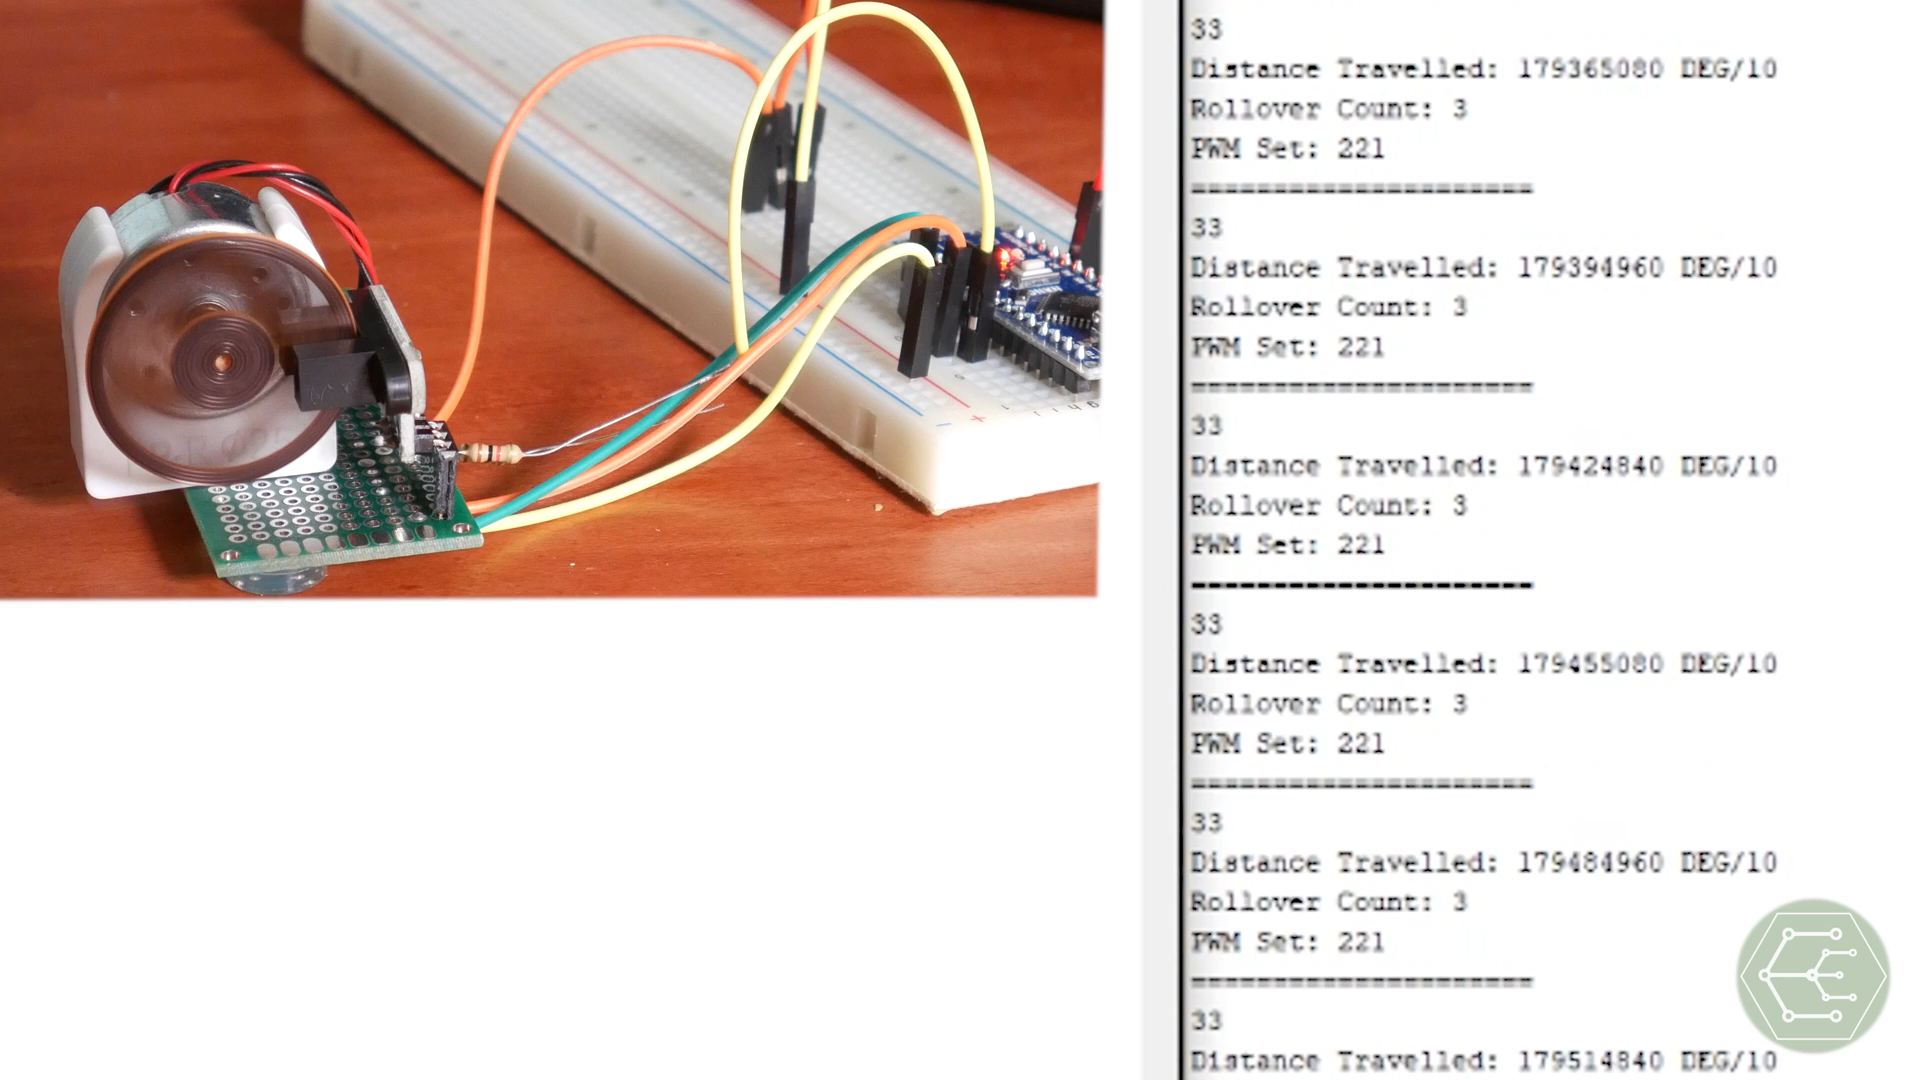 33
Distance Travelled: 179365080 DEG/10
Rollover Count: 3
PWM Set: 221
---------------------
33
Distance Travelled: 179394960 DEG/10
Rollover Count: 3
PWM Set: 221
---------------------
33
Distance Travelled: 179424840 DEG/10
Rollover Count: 3
PWM Set: 221
---------------------
33
Distance Travelled: 179455080 DEG/10
Rollover Count: 3
PWM Set: 221
---------------------
33
Distance Travelled: 179484960 DEG/10
Rollover Count: 3
PWM Set: 221
---------------------
33
Distance Travelled: 179514840 DEG/10